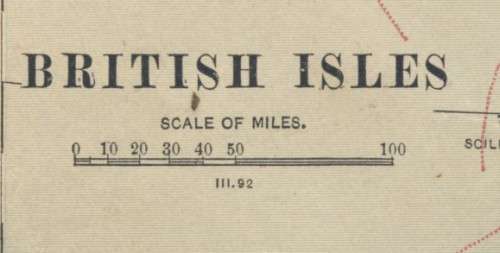 BRITISH ISLES
SCALE OF MILES.
0 10 20 30 40 50 100
III.92